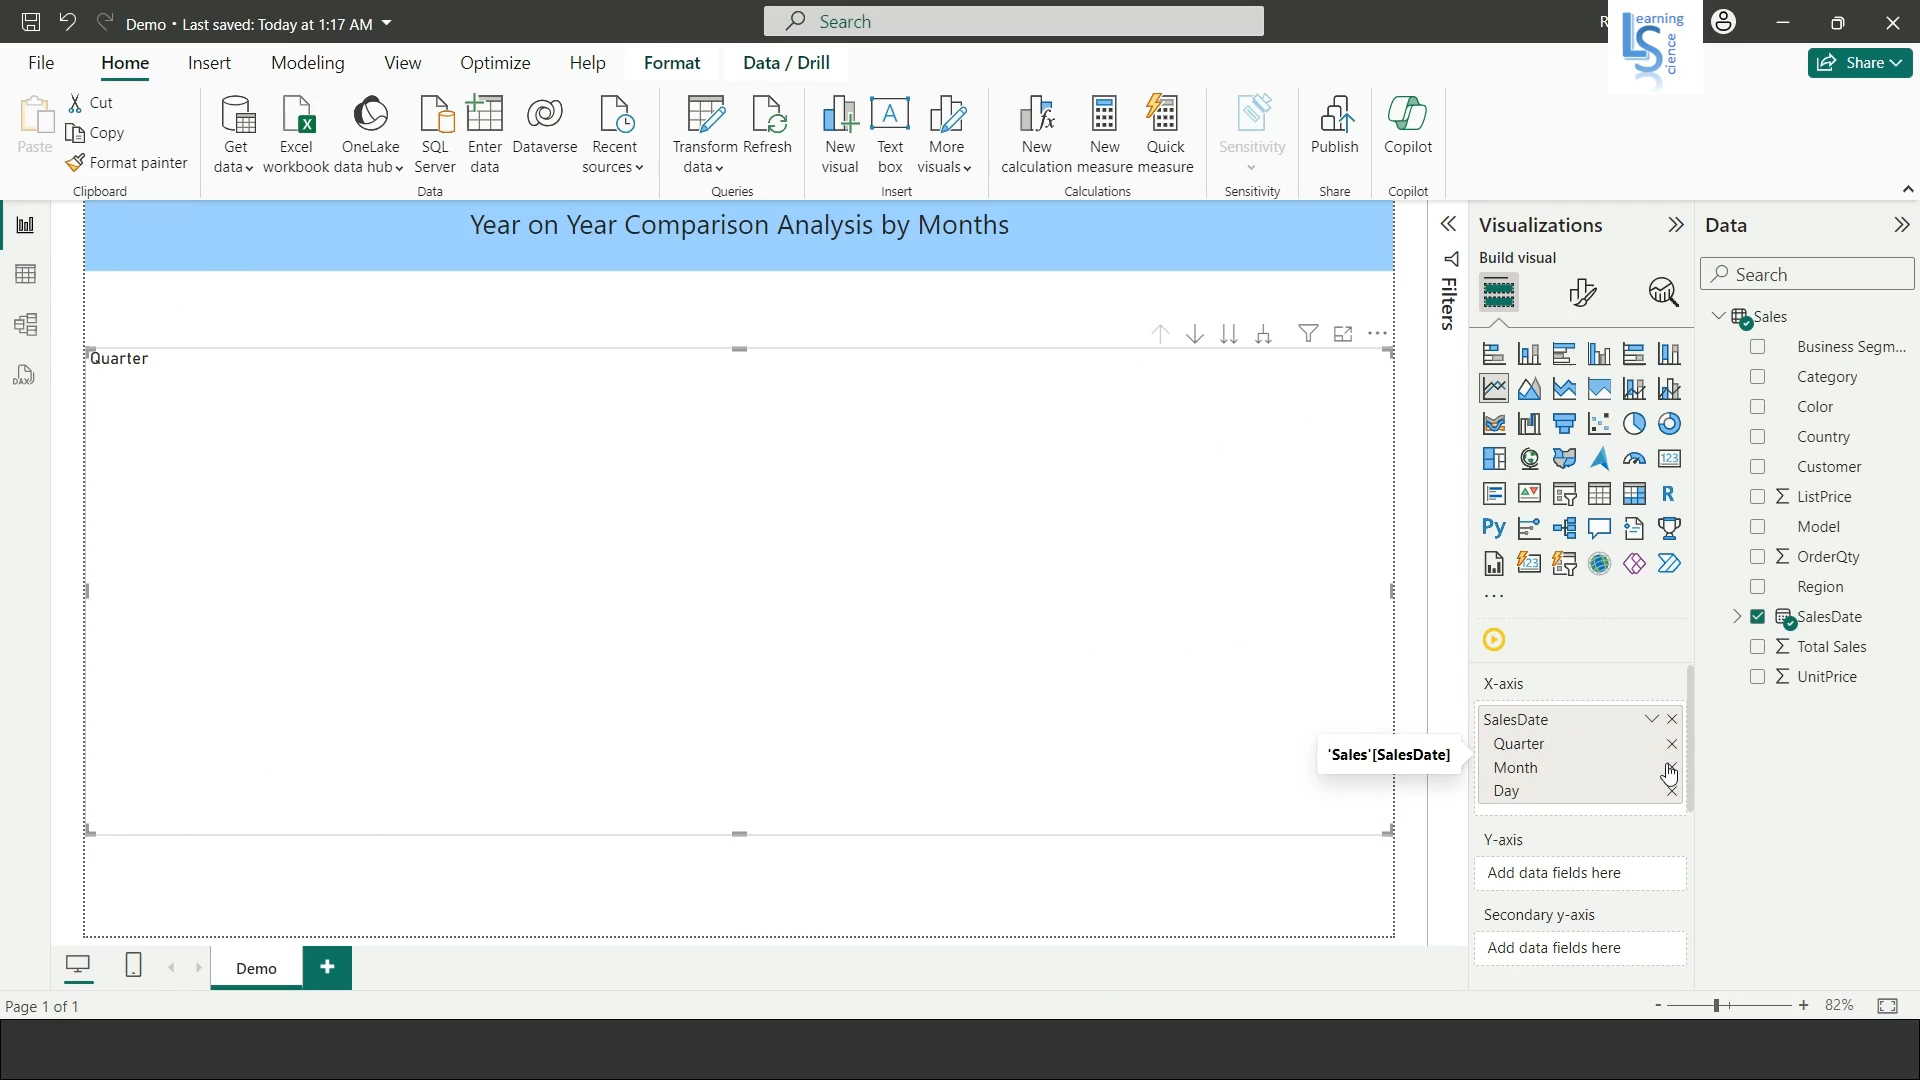 Demo • Last saved: Today at 1:17 AM
Search
R
Learning
Science
File
Home
Insert
Modeling
View
Optimize
Help
Format
Data / Drill
Share
Paste
Cut
Copy
Format painter
Clipboard
Get data
Excel workbook
OneLake data hub
SQL Server
Enter data
Dataverse
Recent sources
Data
Transform data
Refresh
Queries
New visual
Text box
More visuals
Insert
New calculation
New measure
Quick measure
Calculations
Sensitivity
Sensitivity
Publish
Share
Copilot
Copilot
DAX
Year on Year Comparison Analysis by Months
Quarter
Filters
Visualizations
Build visual
123
R
Py
123
X-axis
SalesDate
Quarter
Month
Day
'Sales'[SalesDate]
Y-axis
Add data fields here
Secondary y-axis
Add data fields here
Data
Search
Sales
Business Segm...
Category
Color
Country
Customer
∑ ListPrice
Model
∑ OrderQty
Region
SalesDate
∑ Total Sales
∑ UnitPrice
Demo
Page 1 of 1
- + 82%